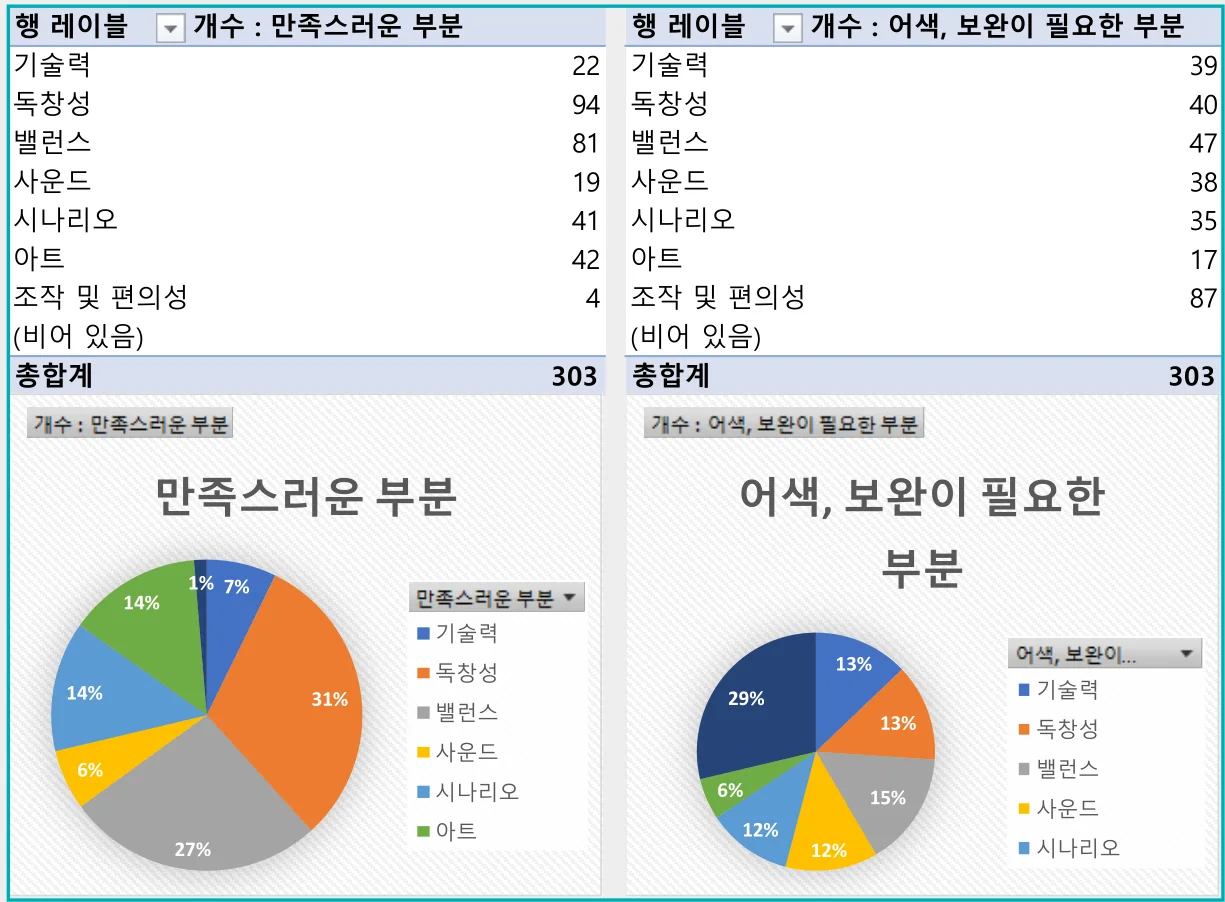 행 레이블 개수 : 만족스러운 부분
기술력 22
독창성 94
밸런스 81
사운드 19
시나리오 41
아트 42
조작 및 편의성 4
(비어 있음)
총합계 303
개수 : 만족스러운 부분
만족스러운 부분
1% 7%
14%
31%
14%
6%
27%
만족스러운 부분
기술력
독창성
밸런스
사운드
시나리오
아트
행 레이블 개수 : 어색, 보완이 필요한 부분
기술력 39
독창성 40
밸런스 47
사운드 38
시나리오 35
아트 17
조작 및 편의성 87
(비어 있음)
총합계 303
개수 : 어색, 보완이 필요한 부분
어색, 보완이 필요한
부분
13%
29%
13%
6%
15%
12%
12%
어색, 보완이...
기술력
독창성
밸런스
사운드
시나리오